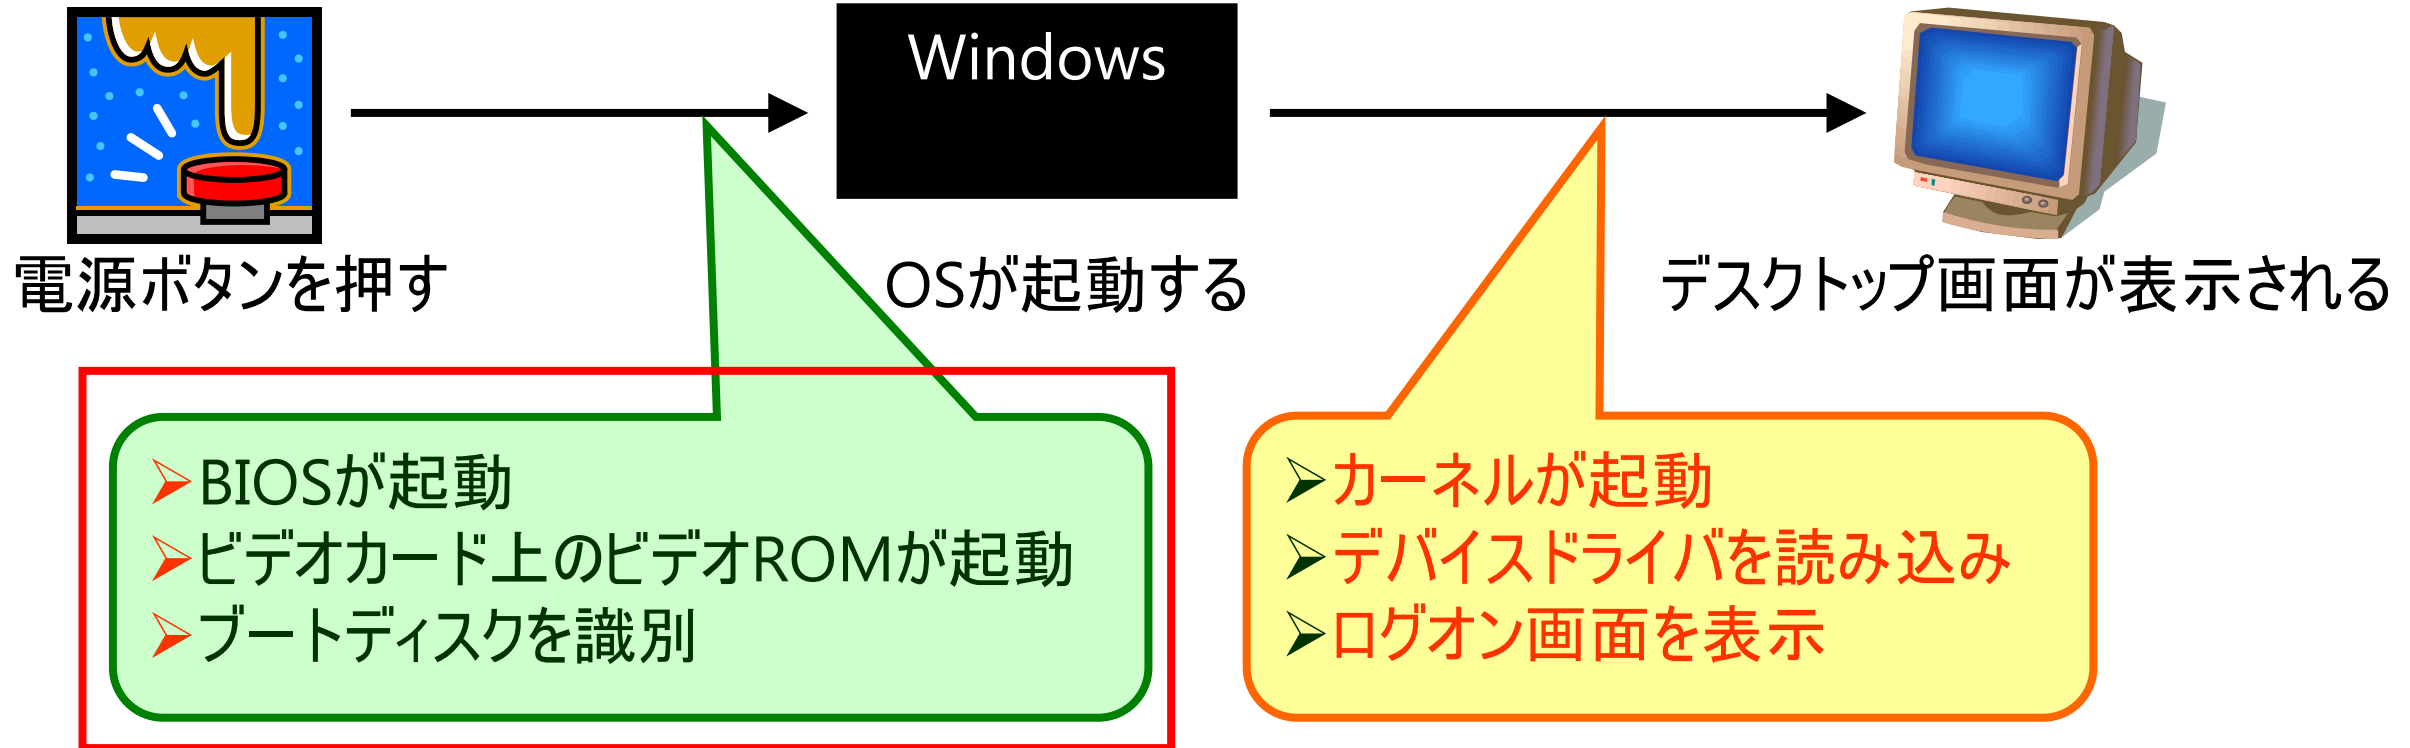 Windows
電源ボタンを押す
OSが起動する
デスクトップ画面が表示される
BIOSが起動
ビデオカード上のビデオROMが起動
ブートディスクを識別
カーネルが起動
デバイスドライバを読み込み
ログオン画面を表示